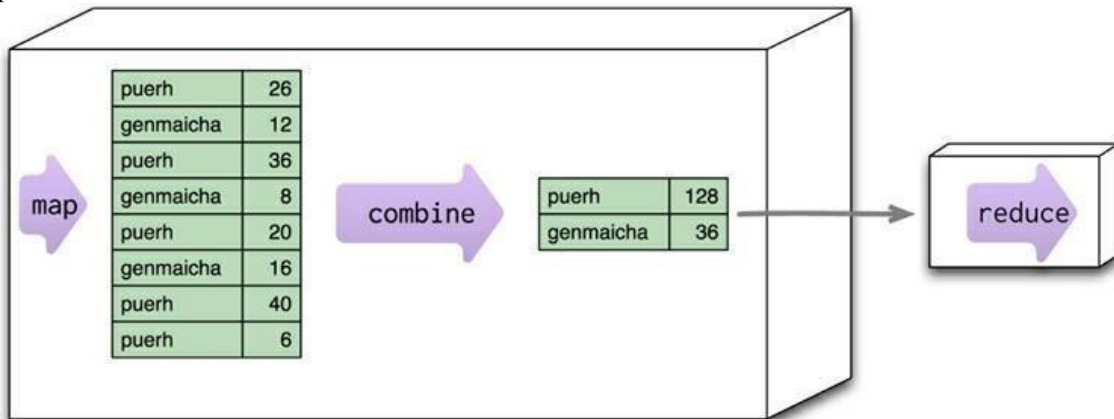 map
puerh 26
genmaicha 12
puerh 36
genmaicha 8
puerh 20
genmaicha 16
puerh 40
puerh 6
combine
puerh 128
genmaicha 36
reduce